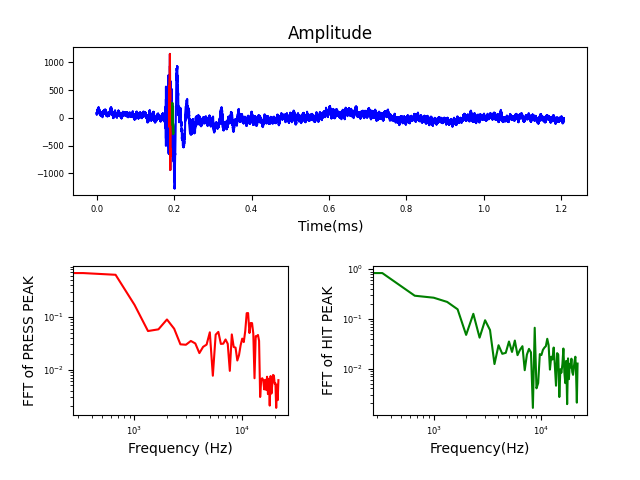 Amplitude
1000
500
0
−500
−1000
0.0 0.2 0.4 0.6 0.8 1.0 1.2
Time(ms)
FFT of PRESS PEAK
10⁻¹
10⁻²
10³ 10⁴
Frequency (Hz)
FFT of HIT PEAK
10⁰
10⁻¹
10⁻²
10³ 10⁴
Frequency(Hz)